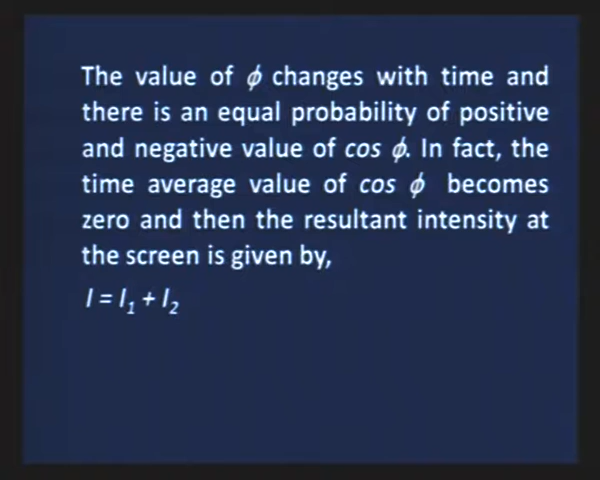 The value of ϕ changes with time and
there is an equal probability of positive
and negative value of cos ϕ. In fact, the
time average value of cos ϕ becomes
zero and then the resultant intensity at
the screen is given by,
I = I₁ + I₂